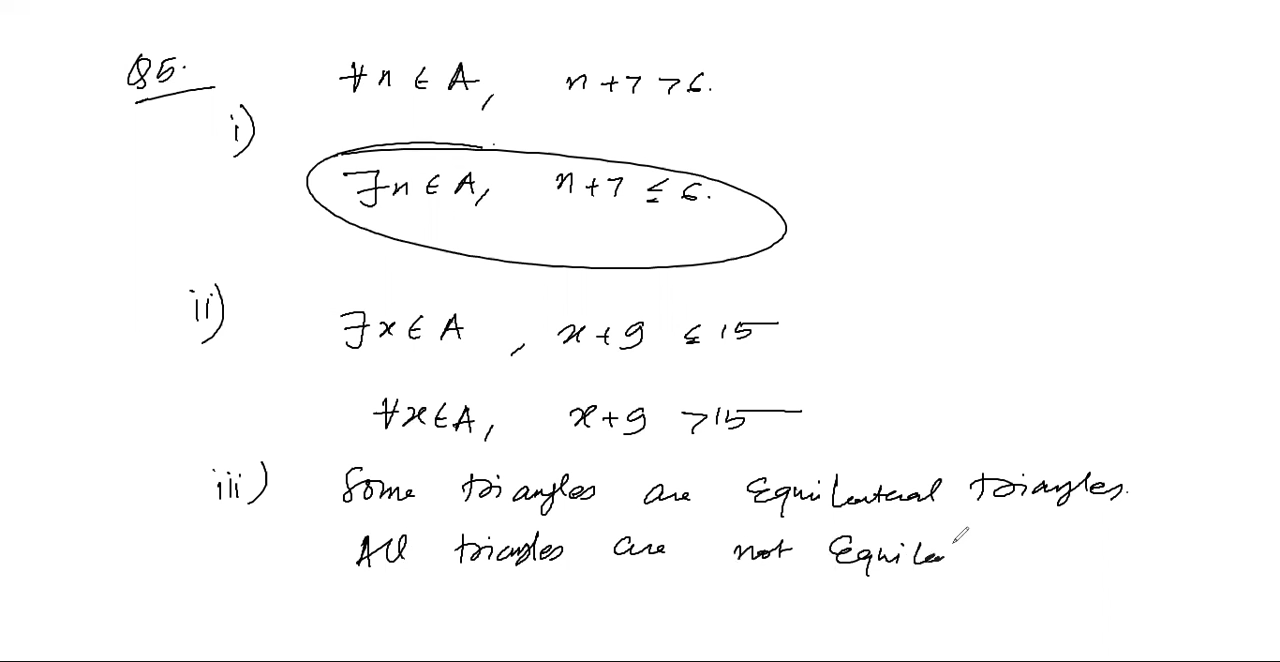 Q5. ∀ n ∈ A, n + 7 > 6.
i)
∃ n ∈ A, n + 7 ≤ 6.
ii) ∃ x ∈ A , x + 9 ≤ 15
∀ x ∈ A, x + 9 > 15
iii) Some triangles are Equilateral triangles.
All triangles are not Equila